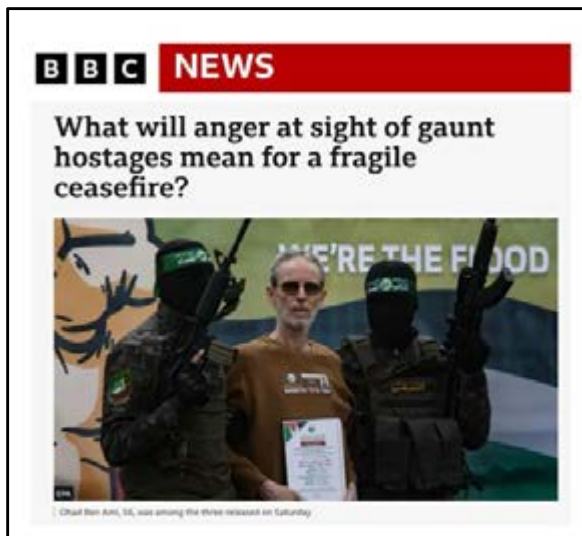 BBC NEWS
What will anger at sight of gaunt
hostages mean for a fragile
ceasefire?
WE'RE THE FLOOD
EPA
Ohad Ben Ami, 56, was among the three released on Saturday